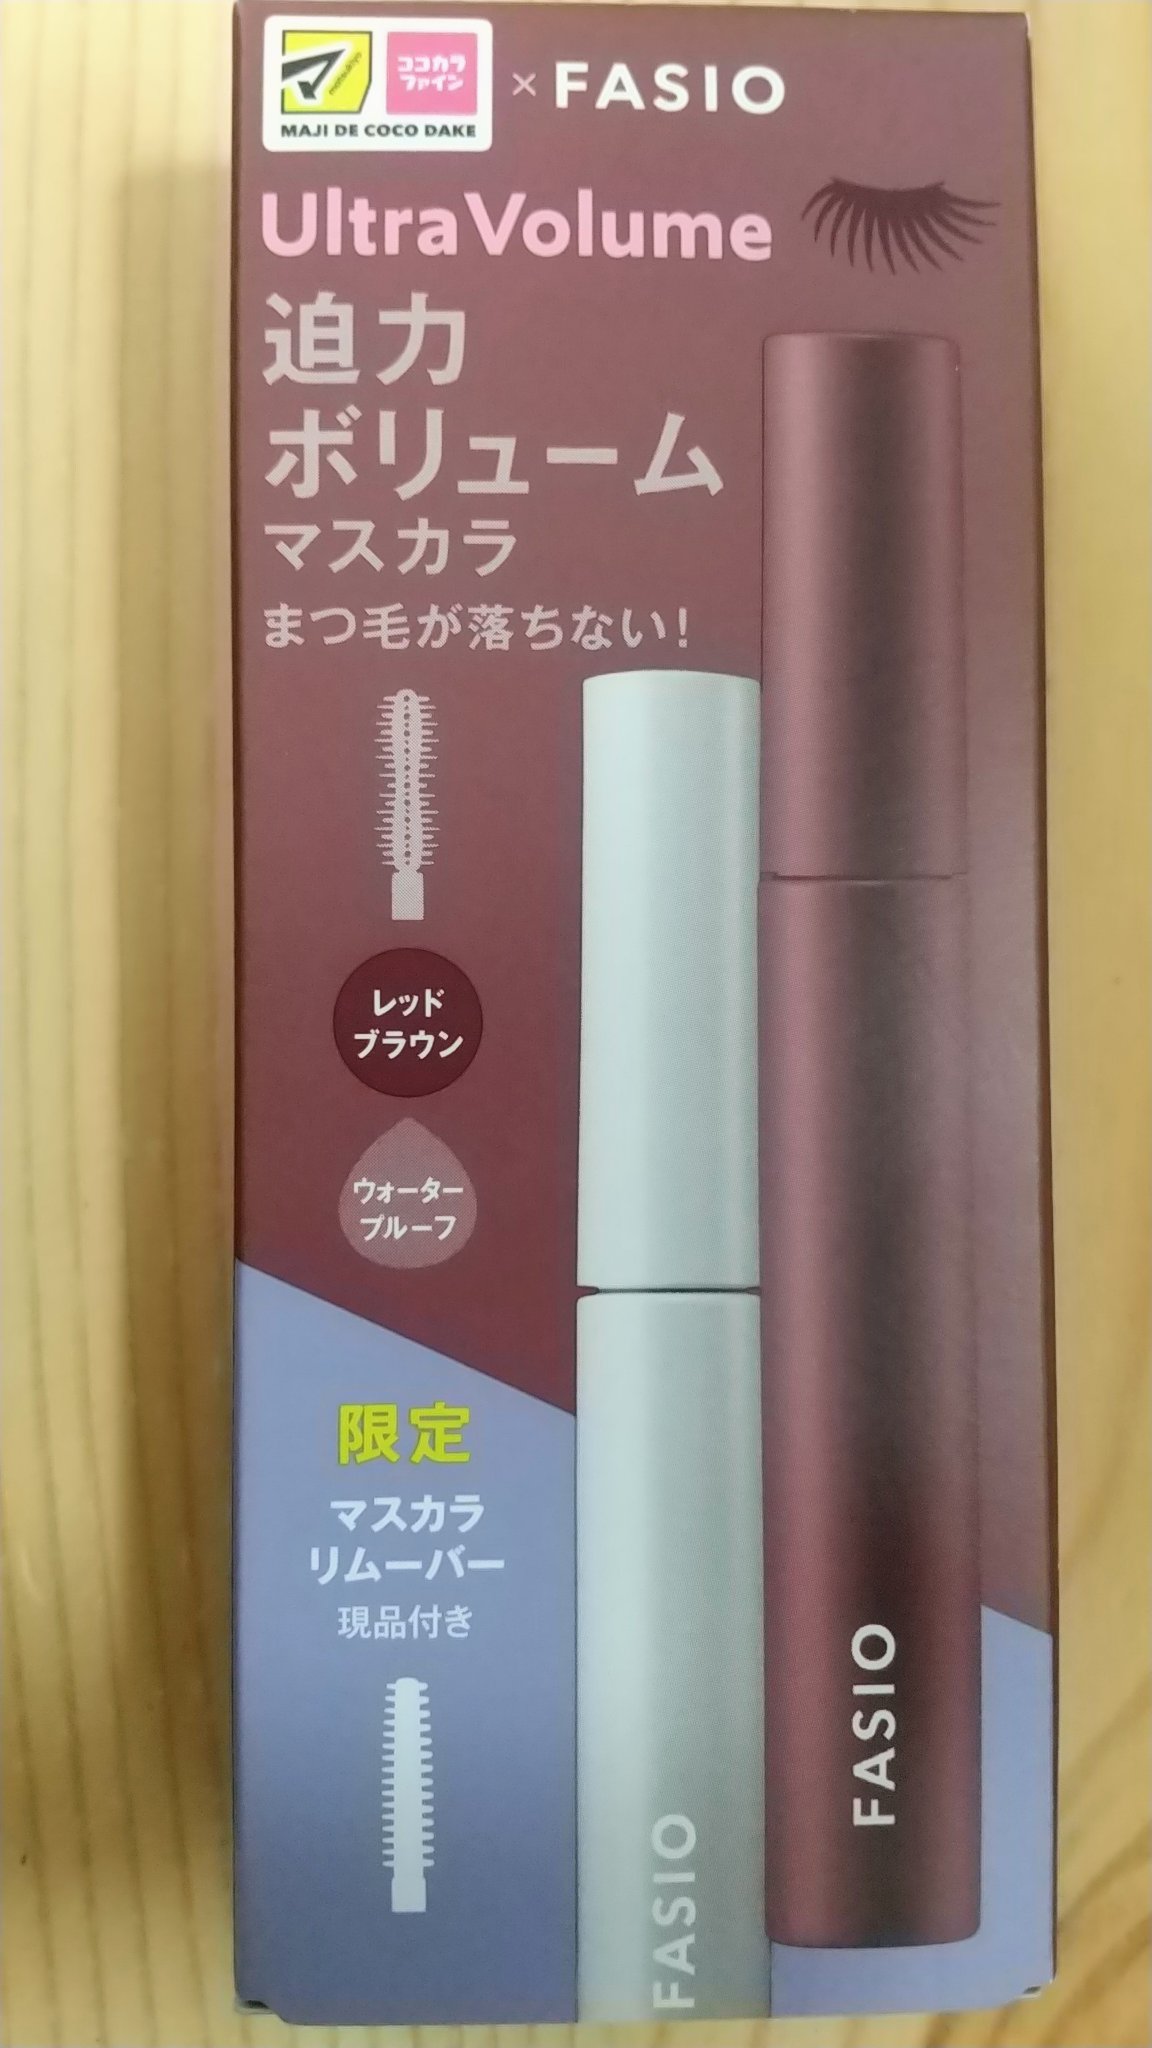 matsukiyo
ココカラ
ファイン
MAJI DE COCO DAKE
× FASIO
Ultra Volume
迫力
ボリューム
マスカラ
まつ毛が落ちない!
レッド
ブラウン
ウォーター
プルーフ
限定
マスカラ
リムーバー
現品付き
FASIO
FASIO